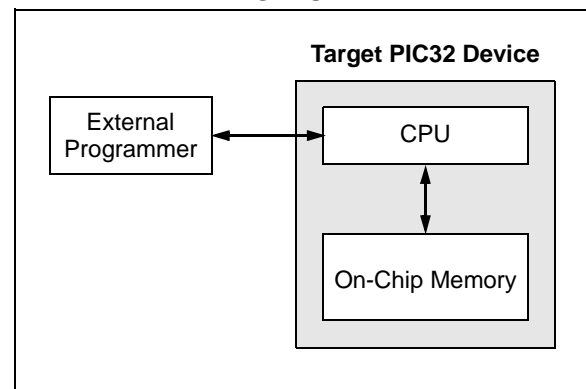 Target PIC32 Device
External
Programmer
CPU
On-Chip Memory